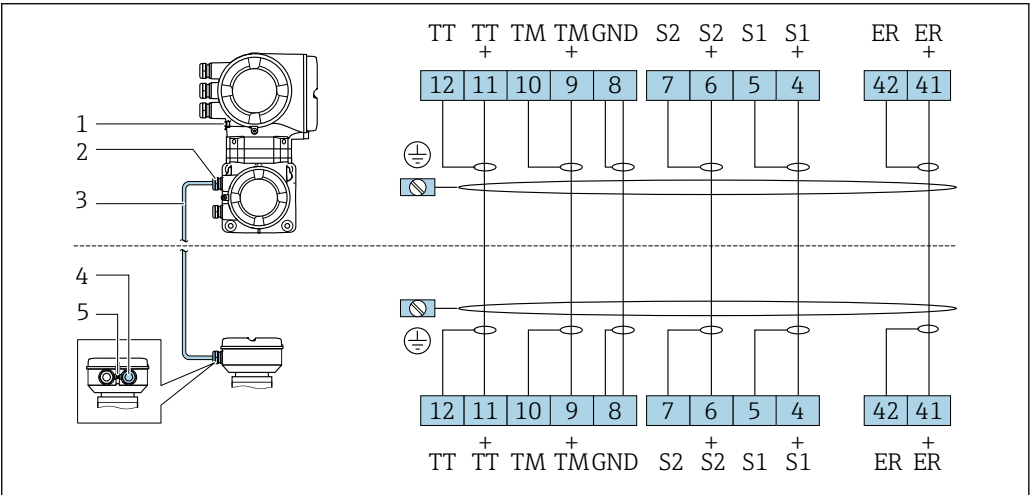 TT TT TM TM GND S2 S2 S1 S1 ER ER
+ + + + +
12 11 10 9 8 7 6 5 4 42 41
1
2
3
4
5
12 11 10 9 8 7 6 5 4 42 41
+ + + + +
TT TT TM TM GND S2 S2 S1 S1 ER ER